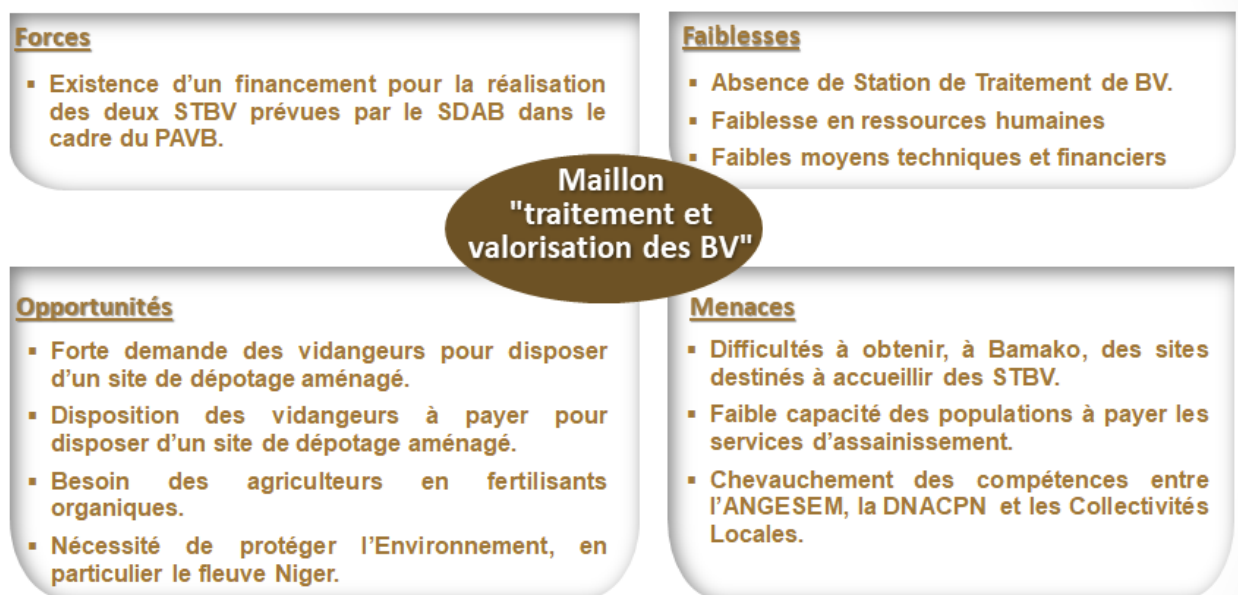 Forces
▪ Existence d'un financement pour la réalisation
des deux STBV prévues par le SDAB dans le
cadre du PAVB.
Faiblesses
▪ Absence de Station de Traitement de BV.
▪ Faiblesse en ressources humaines
▪ Faibles moyens techniques et financiers
Maillon
"traitement et
valorisation des BV"
Opportunités
▪ Forte demande des vidangeurs pour disposer
d'un site de dépotage aménagé.
▪ Disposition des vidangeurs à payer pour
disposer d'un site de dépotage aménagé.
▪ Besoin des agriculteurs en fertilisants
organiques.
▪ Nécessité de protéger l'Environnement, en
particulier le fleuve Niger.
Menaces
▪ Difficultés à obtenir, à Bamako, des sites
destinés à accueillir des STBV.
▪ Faible capacité des populations à payer les
services d'assainissement.
▪ Chevauchement des compétences entre
l'ANGESEM, la DNACPN et les Collectivités
Locales.